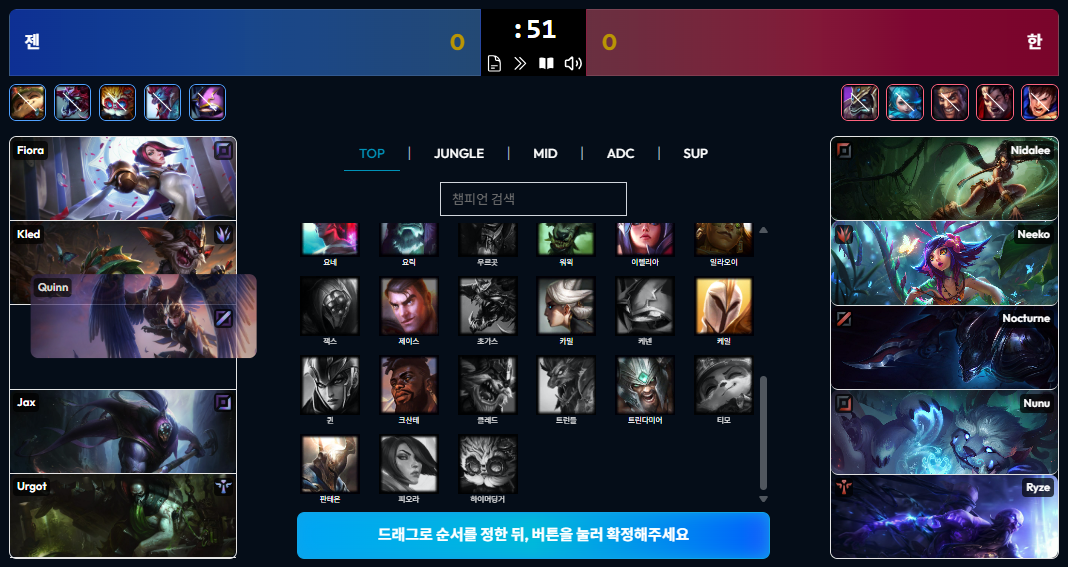 젠
0
:51
0
한
Fiora
Kled
Quinn
Jax
Urgot
TOP | JUNGLE | MID | ADC | SUP
챔피언 검색
요네 요릭 우르곳 워윅 이렐리아 일라오이
잭스 제이스 초가스 카밀 케넨 케일
퀸 크산테 클레드 트런들 트린다미어 티모
판테온 피오라 하이머딩거
드래그로 순서를 정한 뒤, 버튼을 눌러 확정해주세요
Nidalee
Neeko
Nocturne
Nunu
Ryze